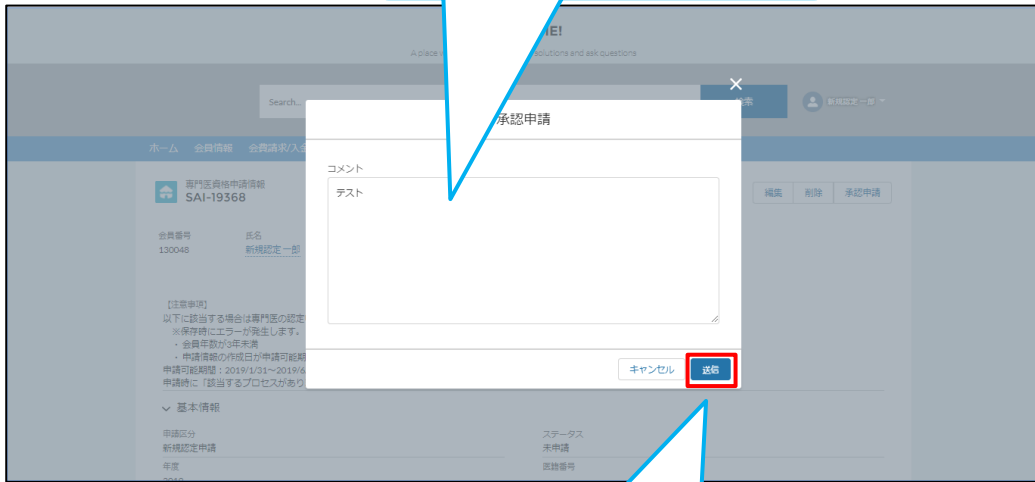 IE!
A place
solutions and ask questions
Search...
検索
新規認定一部
承認申請
ホーム 会員情報 会費請求/入金
コメント
テスト
専門医資格申請情報
SAI-19368
編集 削除 承認申請
会員番号 氏名
130048 新規認定一部
【注意事項】
以下に該当する場合は専門医の認定
※保存時にエラーが発生します。
・会員年数が3年未満
・申請情報の作成日が申請可能期
申請可能期間：2019/1/31～2019/6
申請時に「該当するプロセスがあり
キャンセル 送信
基本情報
申請区分 ステータス
新規認定申請 未申請
年度 医籍番号
2019